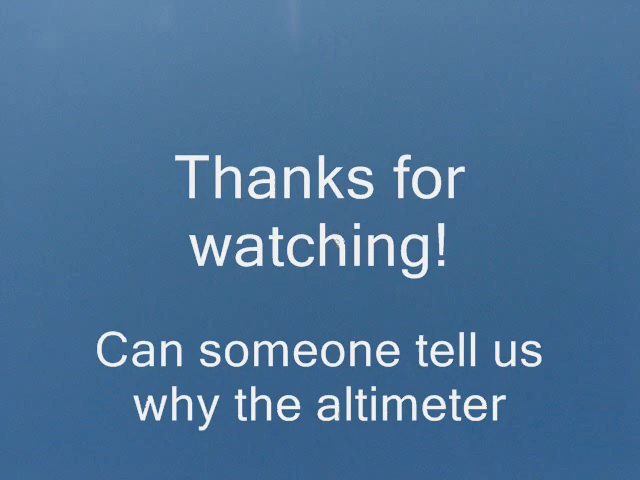 Thanks for
watching!
Can someone tell us
why the altimeter